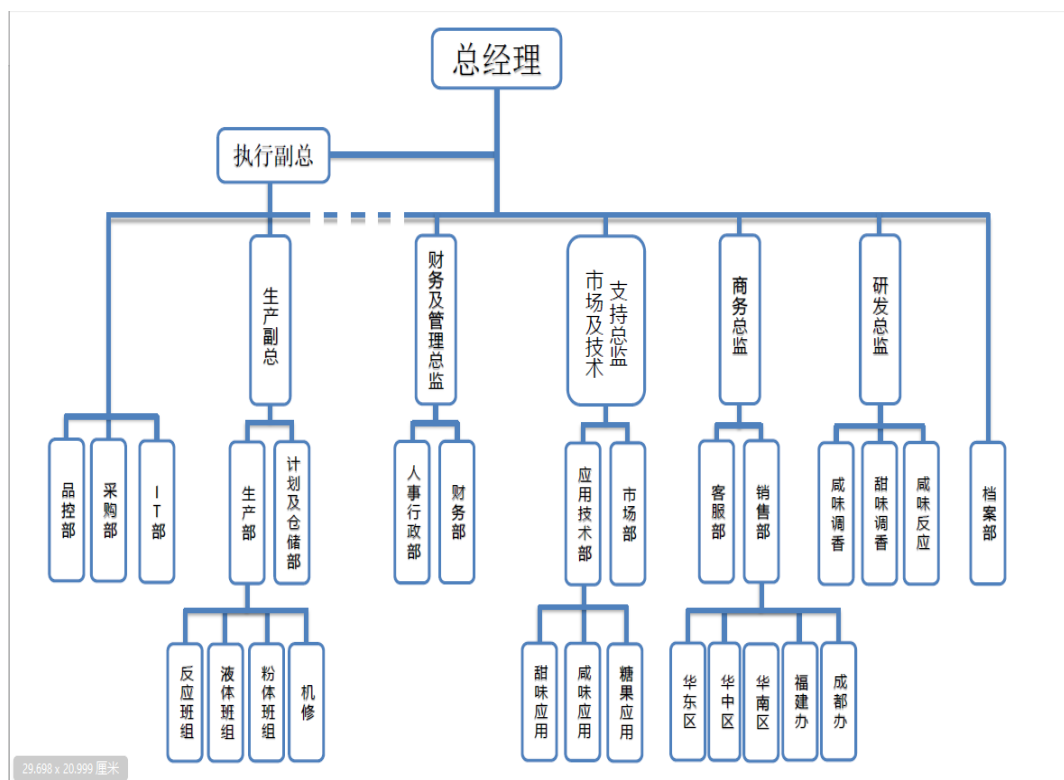 总经理
执行副总
生产副总
财务及管理总监
市场及技术
支持总监
商务总监
研发总监
品控部
采购部
IT部
生产部
计划及仓储部
人事行政部
财务部
应用技术部
市场部
客服部
销售部
咸味调香
甜味调香
咸味反应
档案部
反应班组
液体班组
粉体班组
机修
甜味应用
咸味应用
糖果应用
华东区
华中区
华南区
福建办
成都办
29.698 x 20.999 厘米